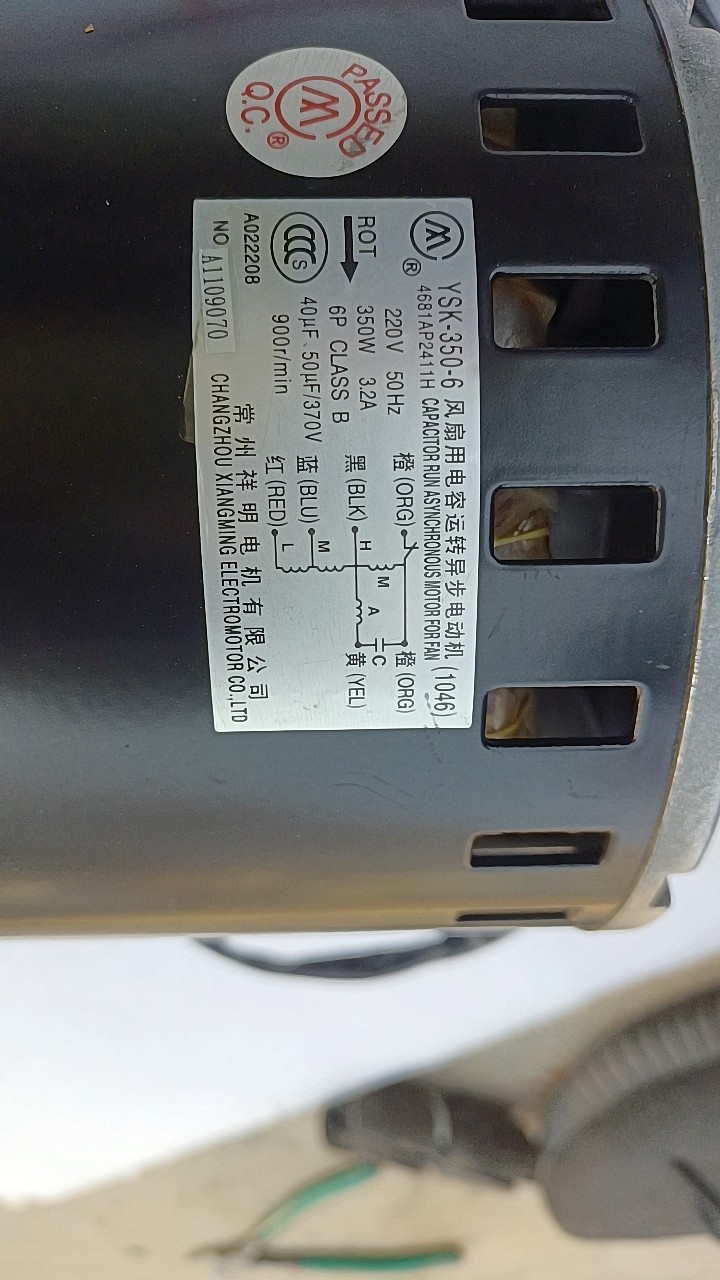 PASSED
M
Q.C. ®
M ® YSK-350-6 风扇用电容运转异步电动机 (1046)
4681AP2411H CAPACITOR RUN ASYNCHRONOUS MOTOR FOR FAN
ROT
220V 50Hz
350W 3.2A
6P CLASS B
40μF、50μF/370V
900r/min
CCC S
A022208
NO A1109070
橙 (ORG)
黑 (BLK)
蓝 (BLU)
红 (RED)
H
M
L
M
A
C
橙 (ORG)
黄 (YEL)
常州祥明电机有限公司
CHANGZHOU XIANGMING ELECTROMOTOR CO.,LTD